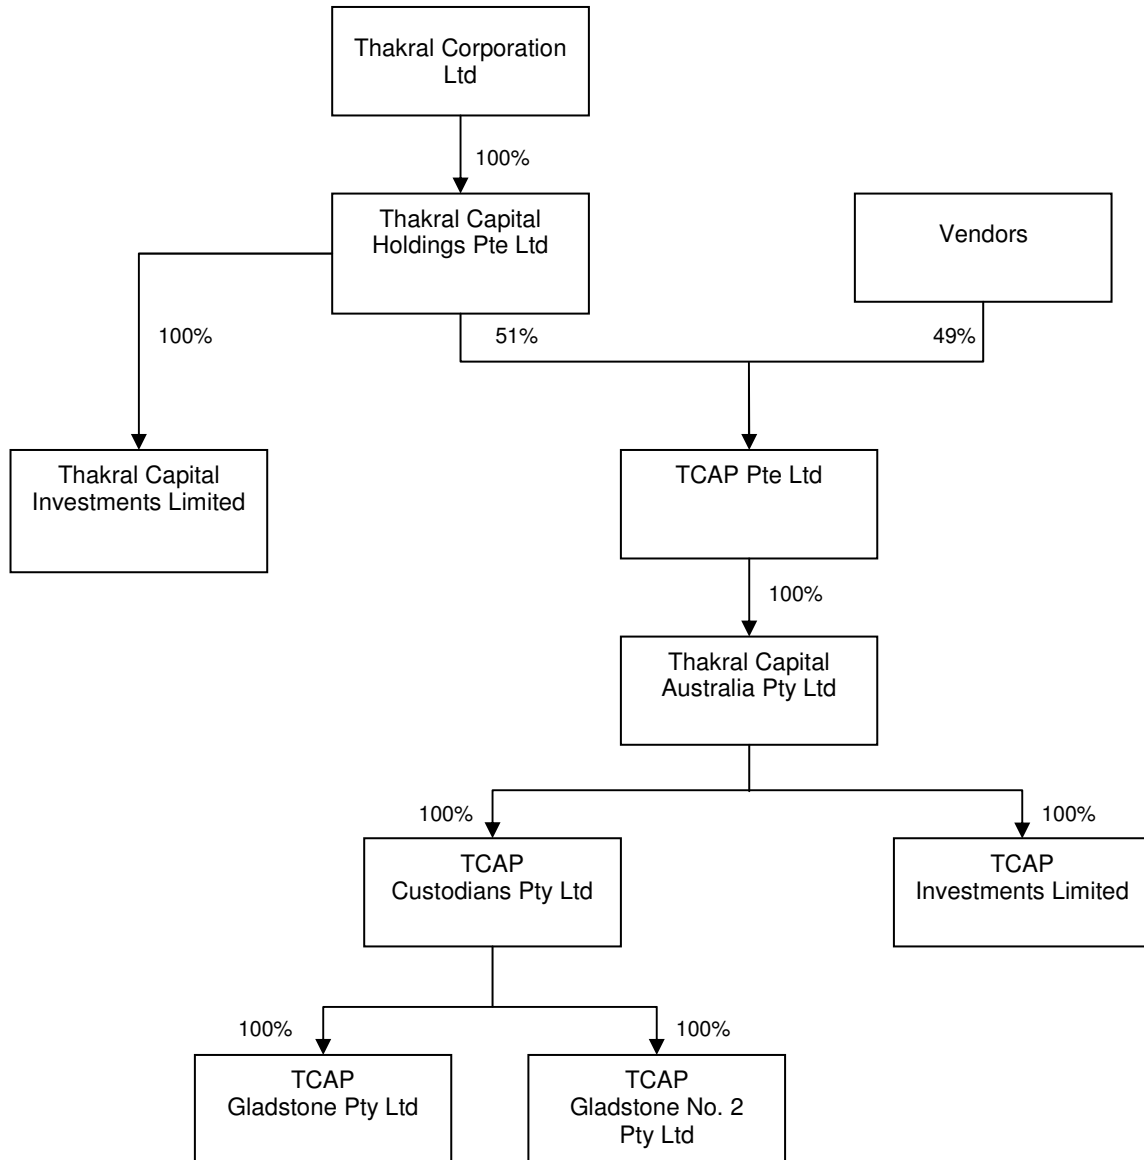 Thakral Corporation
Ltd
100%
Thakral Capital
Holdings Pte Ltd
Vendors
100%
51%
49%
Thakral Capital
Investments Limited
TCAP Pte Ltd
100%
Thakral Capital
Australia Pty Ltd
100%
100%
TCAP
Custodians Pty Ltd
TCAP
Investments Limited
100%
100%
TCAP
Gladstone Pty Ltd
TCAP
Gladstone No. 2
Pty Ltd